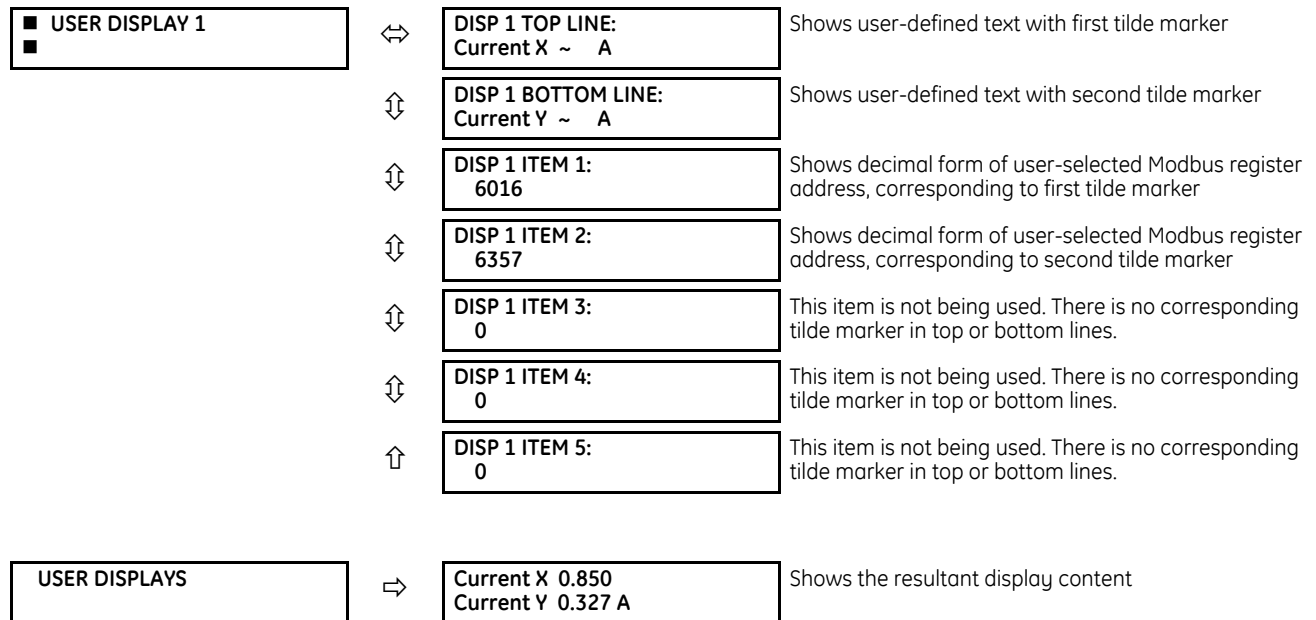 ■ USER DISPLAY 1
■
DISP 1 TOP LINE:
Current X ~ A
Shows user-defined text with first tilde marker
DISP 1 BOTTOM LINE:
Current Y ~ A
Shows user-defined text with second tilde marker
DISP 1 ITEM 1:
6016
Shows decimal form of user-selected Modbus register
address, corresponding to first tilde marker
DISP 1 ITEM 2:
6357
Shows decimal form of user-selected Modbus register
address, corresponding to second tilde marker
DISP 1 ITEM 3:
0
This item is not being used. There is no corresponding
tilde marker in top or bottom lines.
DISP 1 ITEM 4:
0
This item is not being used. There is no corresponding
tilde marker in top or bottom lines.
DISP 1 ITEM 5:
0
This item is not being used. There is no corresponding
tilde marker in top or bottom lines.
USER DISPLAYS
Current X 0.850
Current Y 0.327 A
Shows the resultant display content